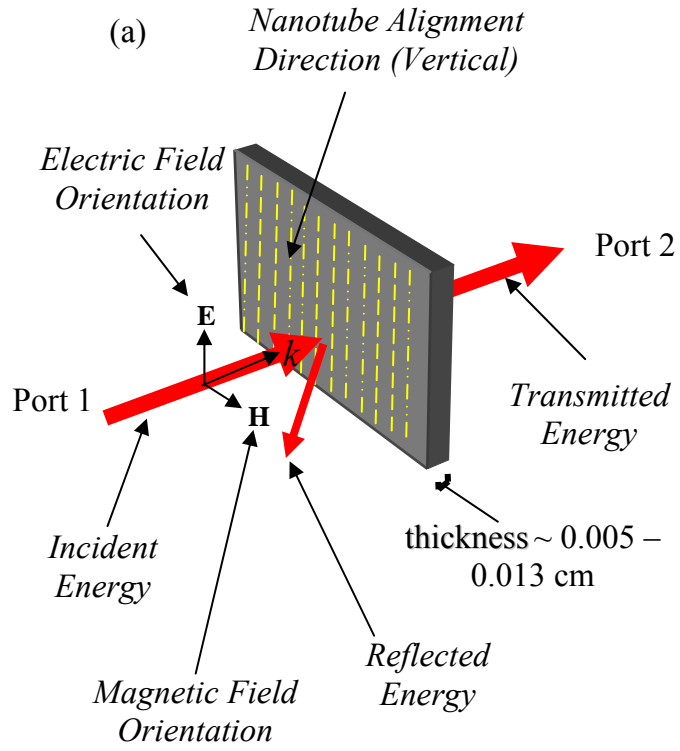 (a)
Nanotube Alignment
Direction (Vertical)
Electric Field
Orientation
Port 2
E
k
Port 1
H
Transmitted
Energy
thickness ~ 0.005 –
0.013 cm
Incident
Energy
Reflected
Energy
Magnetic Field
Orientation